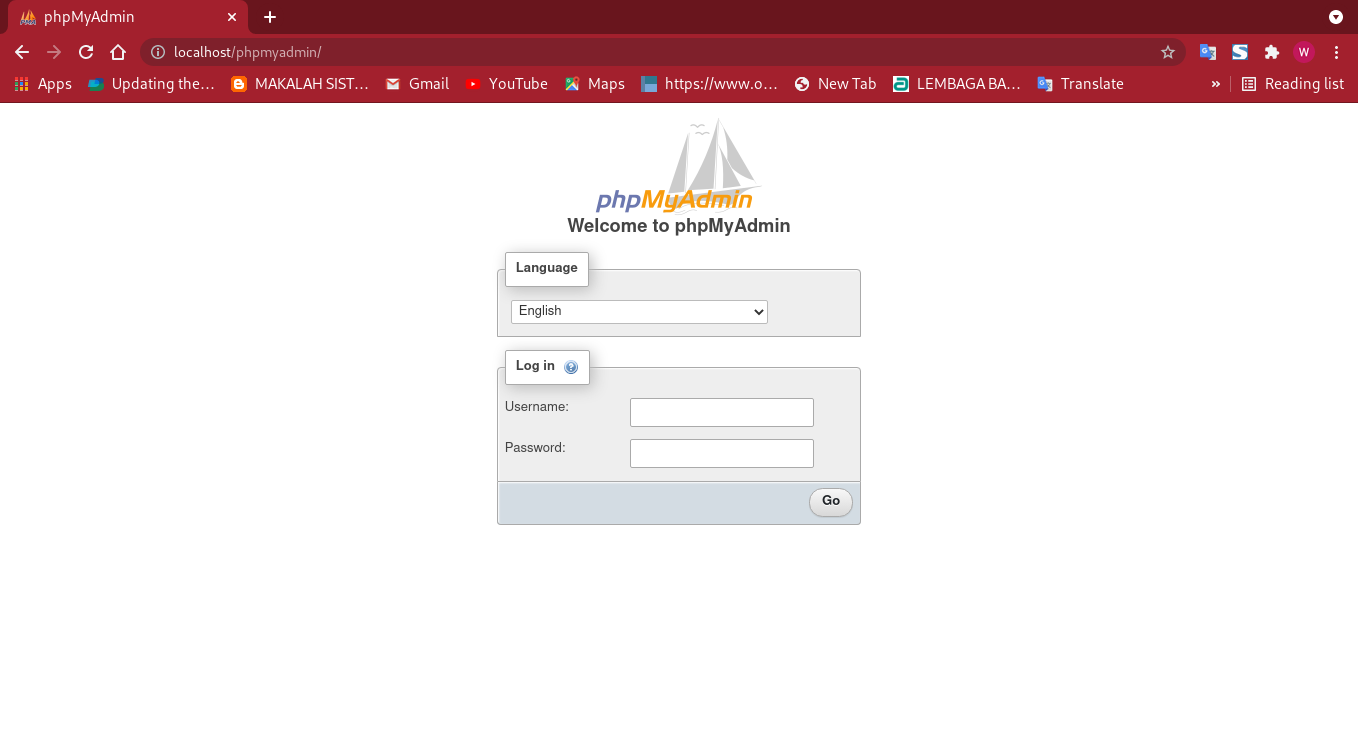 phpMyAdmin
localhost/phpmyadmin/
W
Apps Updating the... MAKALAH SIST... Gmail YouTube Maps https://www.o... New Tab LEMBAGA BA... Translate » Reading list
phpMyAdmin
Welcome to phpMyAdmin
Language
English
Log in
Username:
Password:
Go